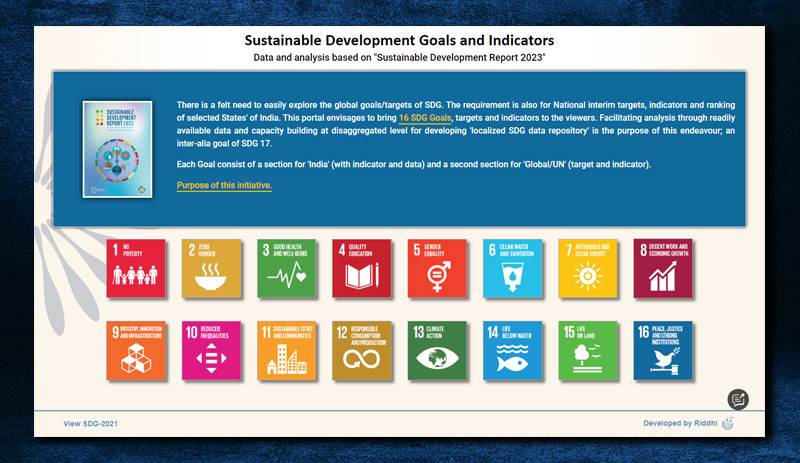 Sustainable Development Goals and Indicators
Data and analysis based on "Sustainable Development Report 2023"
SUSTAINABLE
DEVELOPMENT
REPORT 2023
There is a felt need to easily explore the global goals/targets of SDG. The requirement is also for National interim targets, indicators and ranking
of selected States' of India. This portal envisages to bring 16 SDG Goals, targets and indicators to the viewers. Facilitating analysis through readily
available data and capacity building at disaggregated level for developing 'localized SDG data repository' is the purpose of this endeavour; an
inter-alia goal of SDG 17.
Each Goal consist of a section for 'India' (with indicator and data) and a second section for 'Global/UN' (target and indicator).
Purpose of this initiative.
1 NO
POVERTY
2 ZERO
HUNGER
3 GOOD HEALTH
AND WELL-BEING
4 QUALITY
EDUCATION
5 GENDER
EQUALITY
6 CLEAN WATER
AND SANITATION
7 AFFORDABLE AND
CLEAN ENERGY
8 DECENT WORK AND
ECONOMIC GROWTH
9 INDUSTRY, INNOVATION
AND INFRASTRUCTURE
10 REDUCED
INEQUALITIES
11 SUSTAINABLE CITIES
AND COMMUNITIES
12 RESPONSIBLE
CONSUMPTION
AND PRODUCTION
13 CLIMATE
ACTION
14 LIFE
BELOW WATER
15 LIFE
ON LAND
16 PEACE, JUSTICE
AND STRONG
INSTITUTIONS
View SDG-2021
Developed by Riddhi